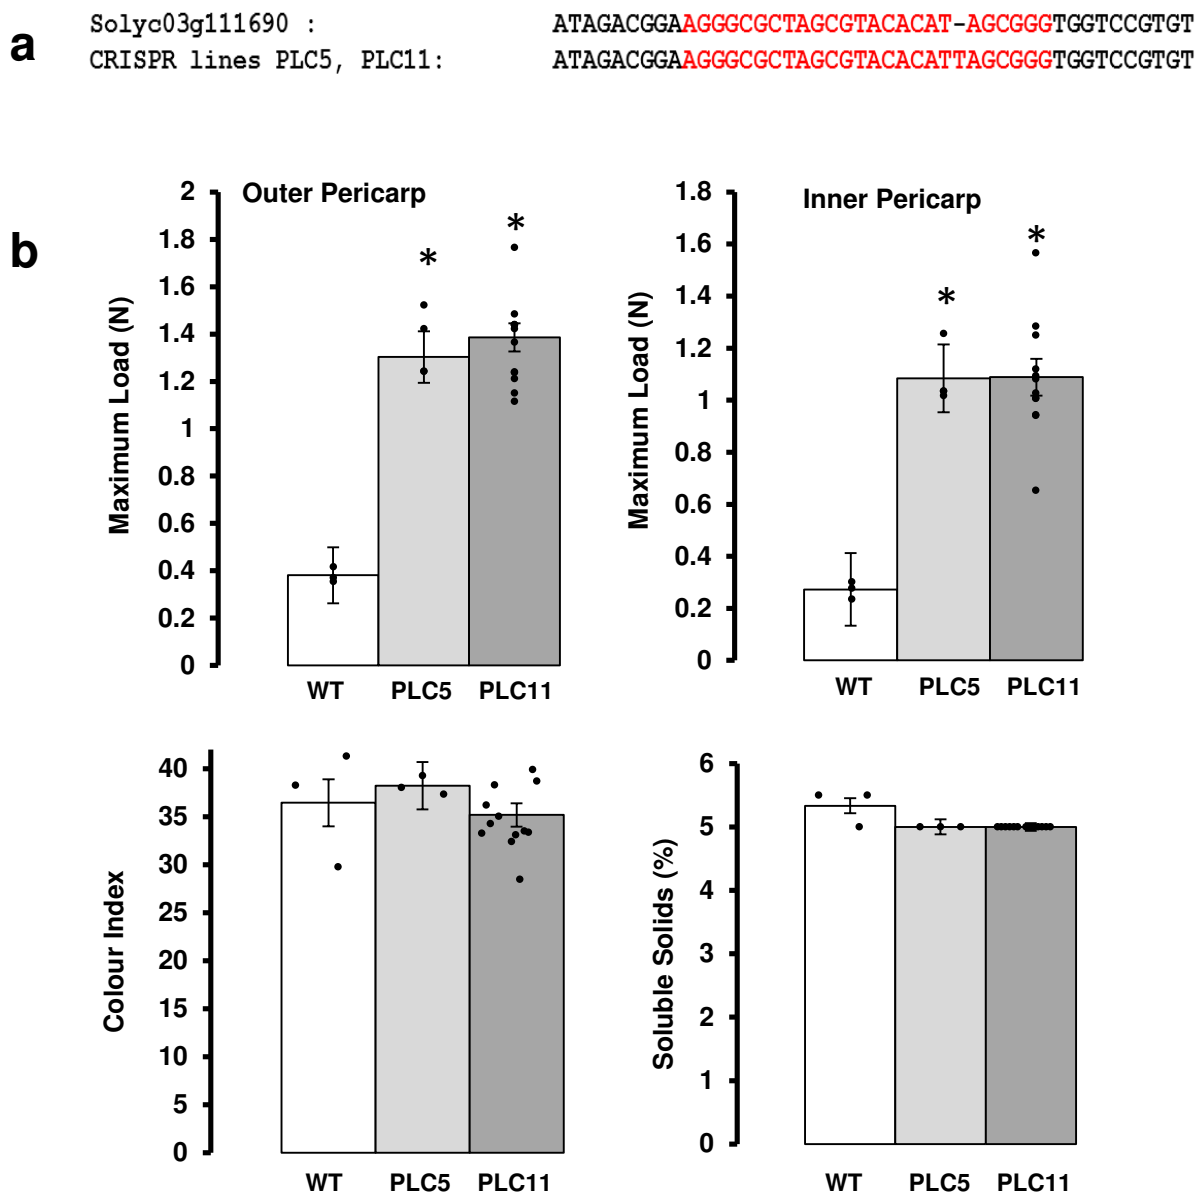 a
Solyc03g111690 : ATAGACGGAAGGGCGCTAGCGTACACAT-AGCGGGTGGTCCGTGT
CRISPR lines PLC5, PLC11: ATAGACGGAAGGGCGCTAGCGTACACATTAGCGGGTGGTCCGTGT
b
Outer Pericarp
Maximum Load (N)
2
1.8
1.6
1.4
1.2
1
0.8
0.6
0.4
0.2
0
* *
WT PLC5 PLC11
Inner Pericarp
Maximum Load (N)
1.8
1.6
1.4
1.2
1
0.8
0.6
0.4
0.2
0
* *
WT PLC5 PLC11
Colour Index
40
35
30
25
20
15
10
5
0
WT PLC5 PLC11
Soluble Solids (%)
6
5
4
3
2
1
0
WT PLC5 PLC11